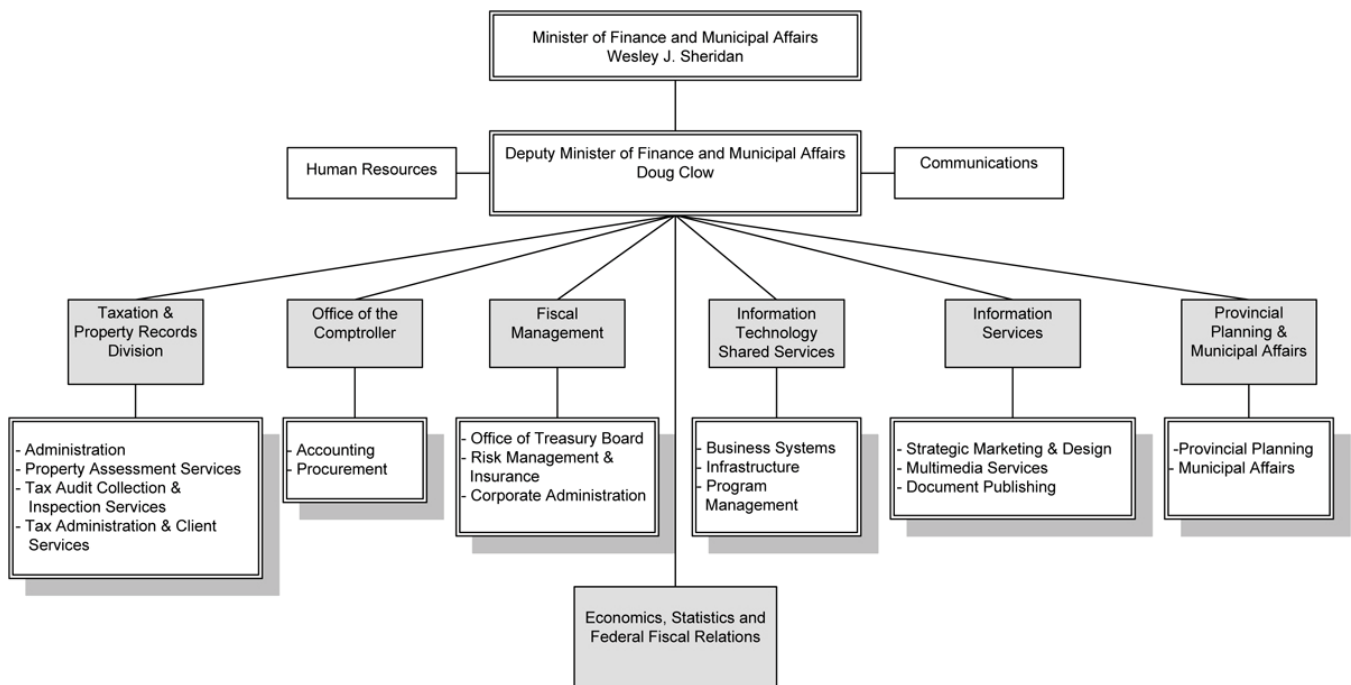 Minister of Finance and Municipal Affairs
Wesley J. Sheridan
Deputy Minister of Finance and Municipal Affairs
Doug Clow
Human Resources
Communications
Taxation &
Property Records
Division
Office of the
Comptroller
Fiscal
Management
Information
Technology
Shared Services
Information
Services
Provincial
Planning &
Municipal Affairs
- Administration
- Property Assessment Services
- Tax Audit Collection &
Inspection Services
- Tax Administration & Client
Services
- Accounting
- Procurement
- Office of Treasury Board
- Risk Management &
Insurance
- Corporate Administration
- Business Systems
- Infrastructure
- Program
Management
- Strategic Marketing & Design
- Multimedia Services
- Document Publishing
-Provincial Planning
- Municipal Affairs
Economics, Statistics and
Federal Fiscal Relations